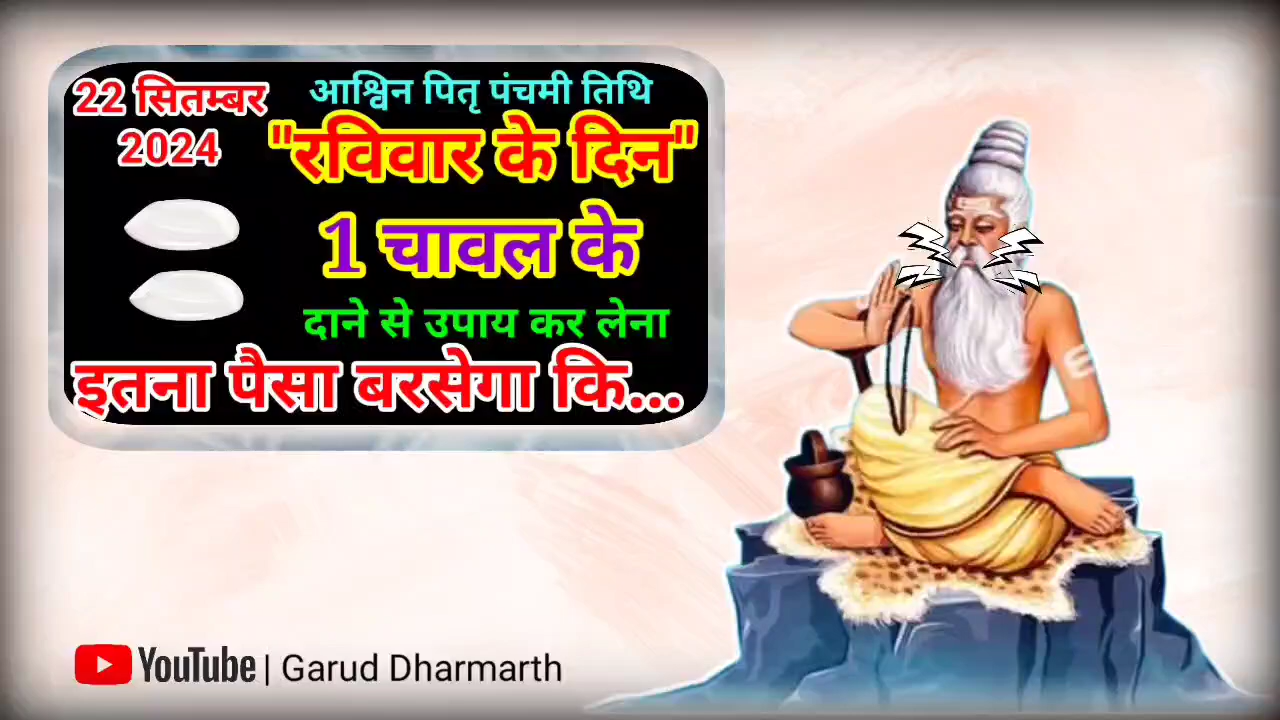 22 सितम्बर
2024
आश्विन पितृ पंचमी तिथि
"रविवार के दिन"
1 चावल के
दाने से उपाय कर लेना
इतना पैसा बरसेगा कि...
YouTube | Garud Dharmarth